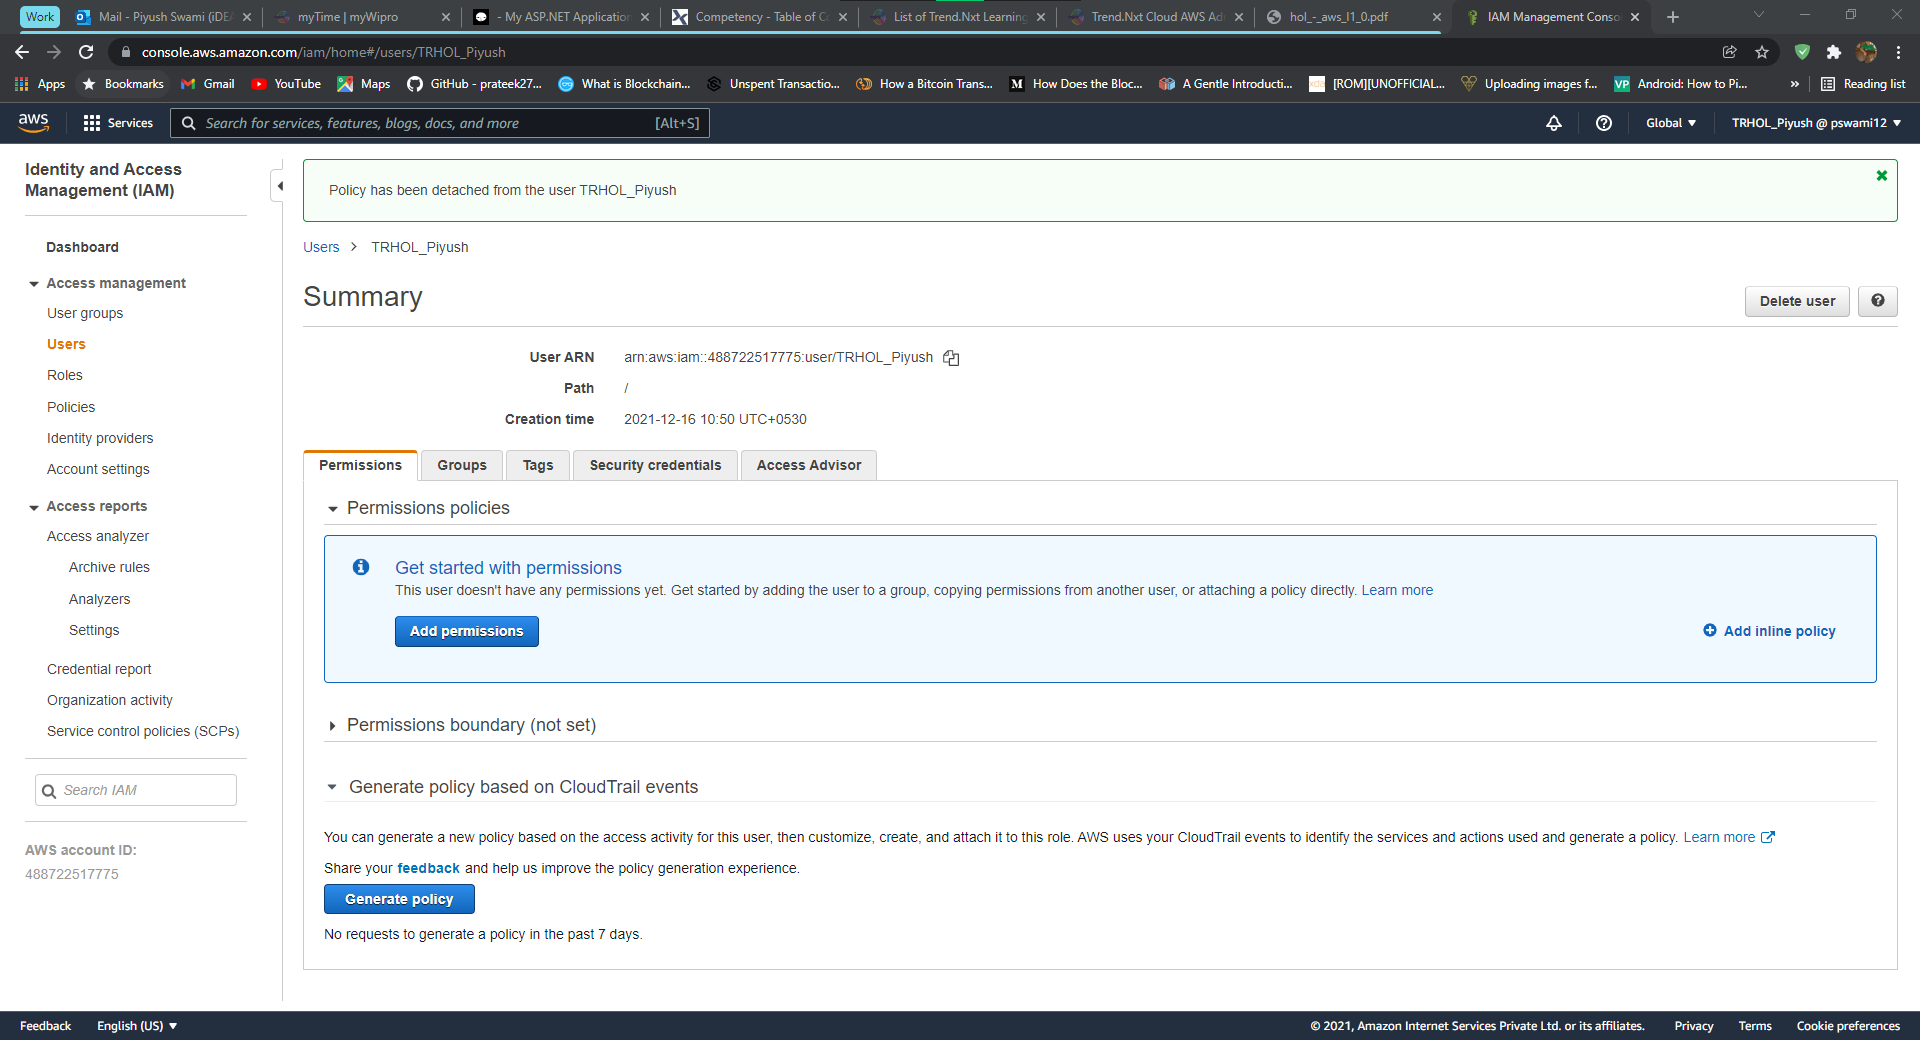 Work
Mail - Piyush Swami (iDEA
myTime | myWipro
- My ASP.NET Application
Competency - Table of Co
List of Trend.Nxt Learning
Trend.Nxt Cloud AWS Adm
hol_-_aws_l1_0.pdf
IAM Management Conso
console.aws.amazon.com/iam/home#/users/TRHOL_Piyush
Apps
Bookmarks
Gmail
YouTube
Maps
GitHub - prateek27...
What is Blockchain...
Unspent Transactio...
How a Bitcoin Trans...
How Does the Bloc...
A Gentle Introducti...
[ROM][UNOFFICIAL...
Uploading images f...
VP
Android: How to Pi...
»
Reading list
aws
Services
Search for services, features, blogs, docs, and more
[Alt+S]
Global
TRHOL_Piyush @ pswami12
Identity and Access
Management (IAM)
Dashboard
Access management
User groups
Users
Roles
Policies
Identity providers
Account settings
Access reports
Access analyzer
Archive rules
Analyzers
Settings
Credential report
Organization activity
Service control policies (SCPs)
Search IAM
AWS account ID:
488722517775
Policy has been detached from the user TRHOL_Piyush
Users > TRHOL_Piyush
Summary
Delete user
User ARN arn:aws:iam::488722517775:user/TRHOL_Piyush
Path /
Creation time 2021-12-16 10:50 UTC+0530
Permissions
Groups
Tags
Security credentials
Access Advisor
Permissions policies
Get started with permissions
This user doesn't have any permissions yet. Get started by adding the user to a group, copying permissions from another user, or attaching a policy directly. Learn more
Add permissions
Add inline policy
Permissions boundary (not set)
Generate policy based on CloudTrail events
You can generate a new policy based on the access activity for this user, then customize, create, and attach it to this role. AWS uses your CloudTrail events to identify the services and actions used and generate a policy. Learn more
Share your feedback and help us improve the policy generation experience.
Generate policy
No requests to generate a policy in the past 7 days.
Feedback
English (US)
© 2021, Amazon Internet Services Private Ltd. or its affiliates.
Privacy
Terms
Cookie preferences